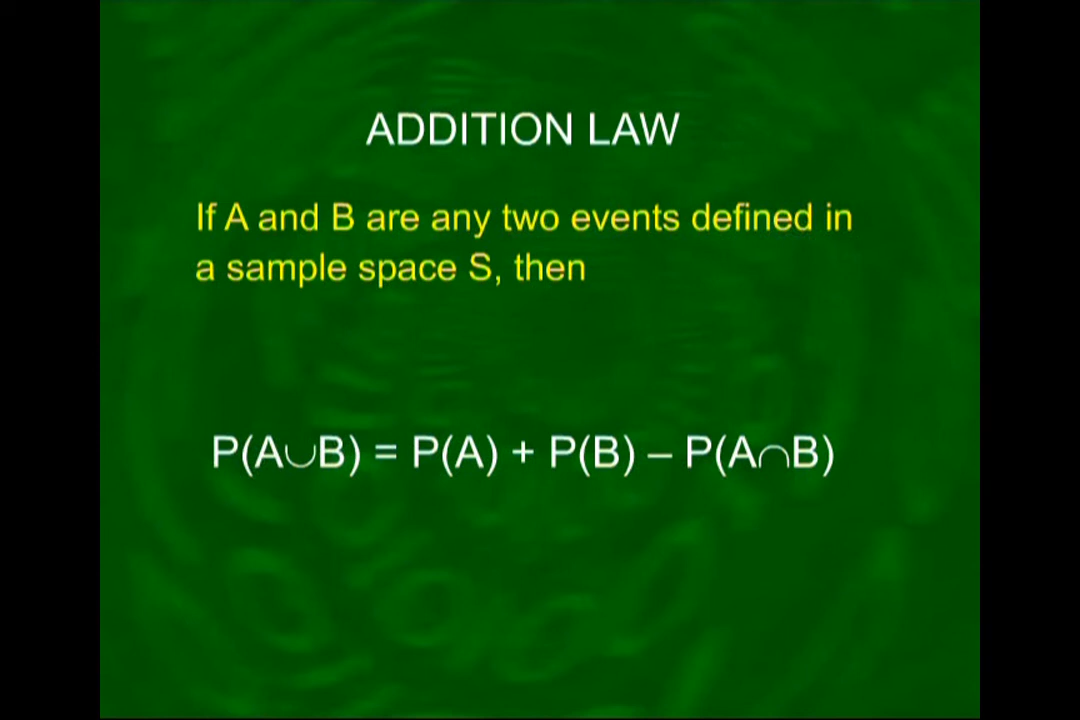 ADDITION LAW
If A and B are any two events defined in
a sample space S, then
P(A∪B) = P(A) + P(B) – P(A∩B)